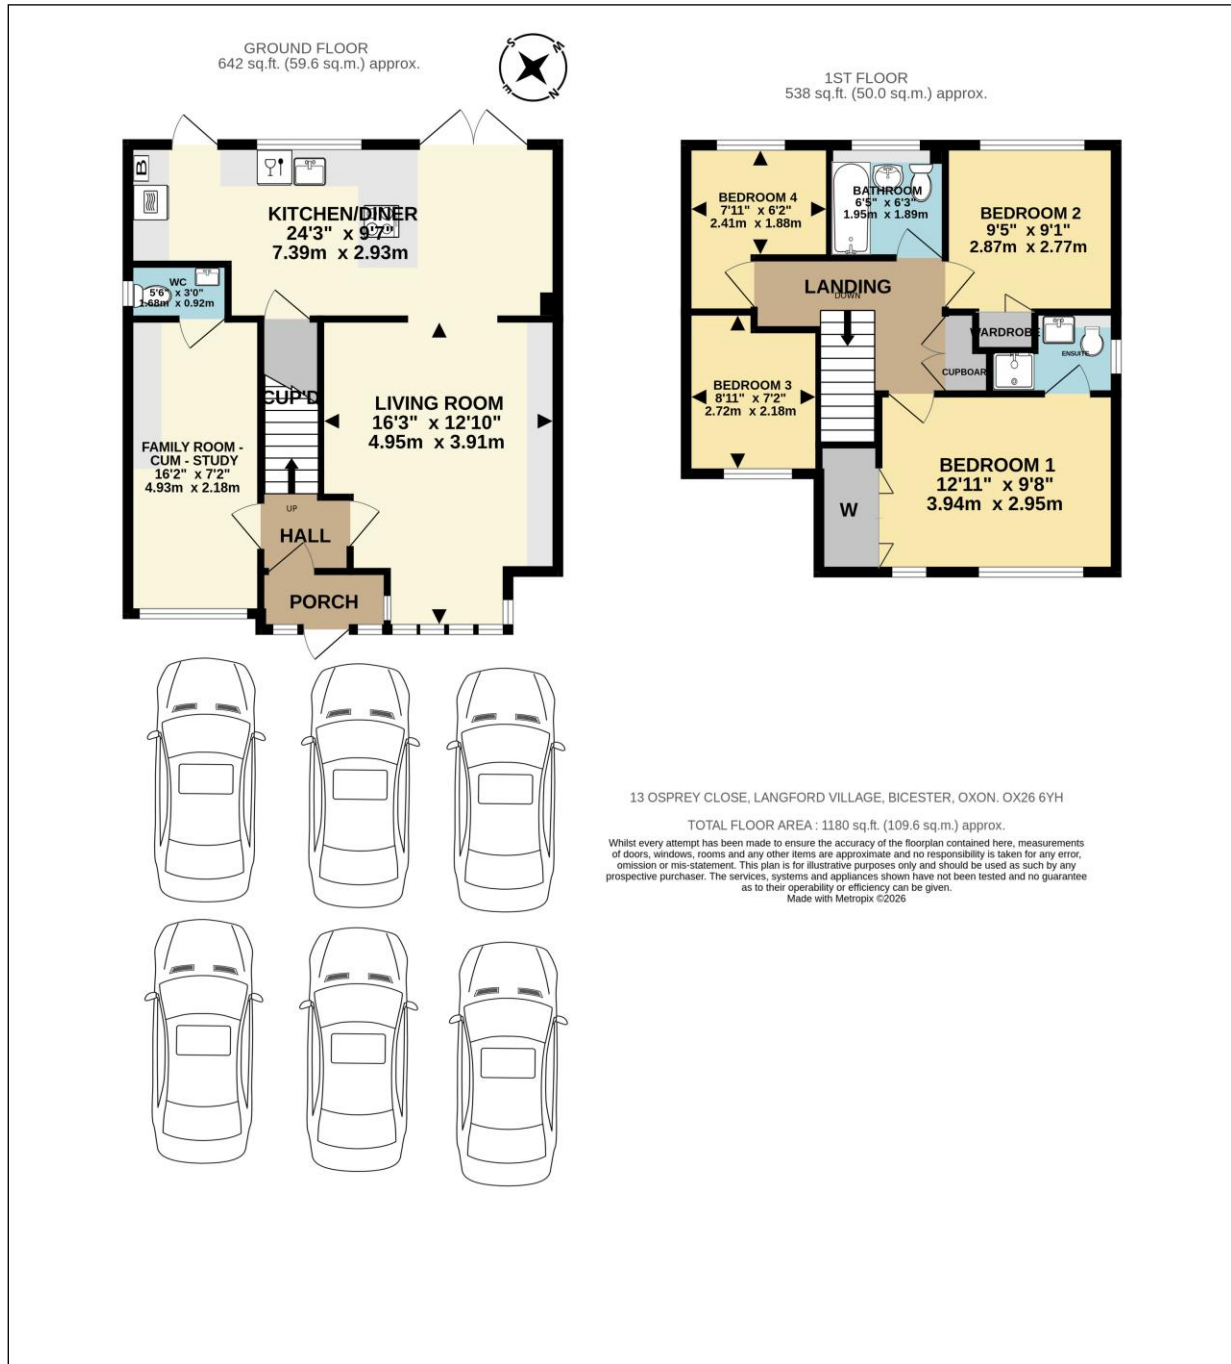 GROUND FLOOR
642 sq.ft. (59.6 sq.m.) approx.
S
W
E
N
B
KITCHEN/DINER
24'3" x 9'7"
7.39m x 2.93m
WC
5'6" x 3'0"
1.68m x 0.92m
CUP'D
LIVING ROOM
16'3" x 12'10"
4.95m x 3.91m
FAMILY ROOM -
CUM - STUDY
16'2" x 7'2"
4.93m x 2.18m
UP
HALL
PORCH
1ST FLOOR
538 sq.ft. (50.0 sq.m.) approx.
BEDROOM 4
7'11" x 6'2"
2.41m x 1.88m
BATHROOM
6'5" x 6'3"
1.95m x 1.89m
BEDROOM 2
9'5" x 9'1"
2.87m x 2.77m
LANDING
DOWN
WARDROBE
ENSUITE
CUPBOAR
BEDROOM 3
8'11" x 7'2"
2.72m x 2.18m
BEDROOM 1
12'11" x 9'8"
3.94m x 2.95m
W
13 OSPREY CLOSE, LANGFORD VILLAGE, BICESTER, OXON. OX26 6YH
TOTAL FLOOR AREA : 1180 sq.ft. (109.6 sq.m.) approx.
Whilst every attempt has been made to ensure the accuracy of the floorplan contained here, measurements
of doors, windows, rooms and any other items are approximate and no responsibility is taken for any error,
omission or mis-statement. This plan is for illustrative purposes only and should be used as such by any
prospective purchaser. The services, systems and appliances shown have not been tested and no guarantee
as to their operability or efficiency can be given.
Made with Metropix ©2026